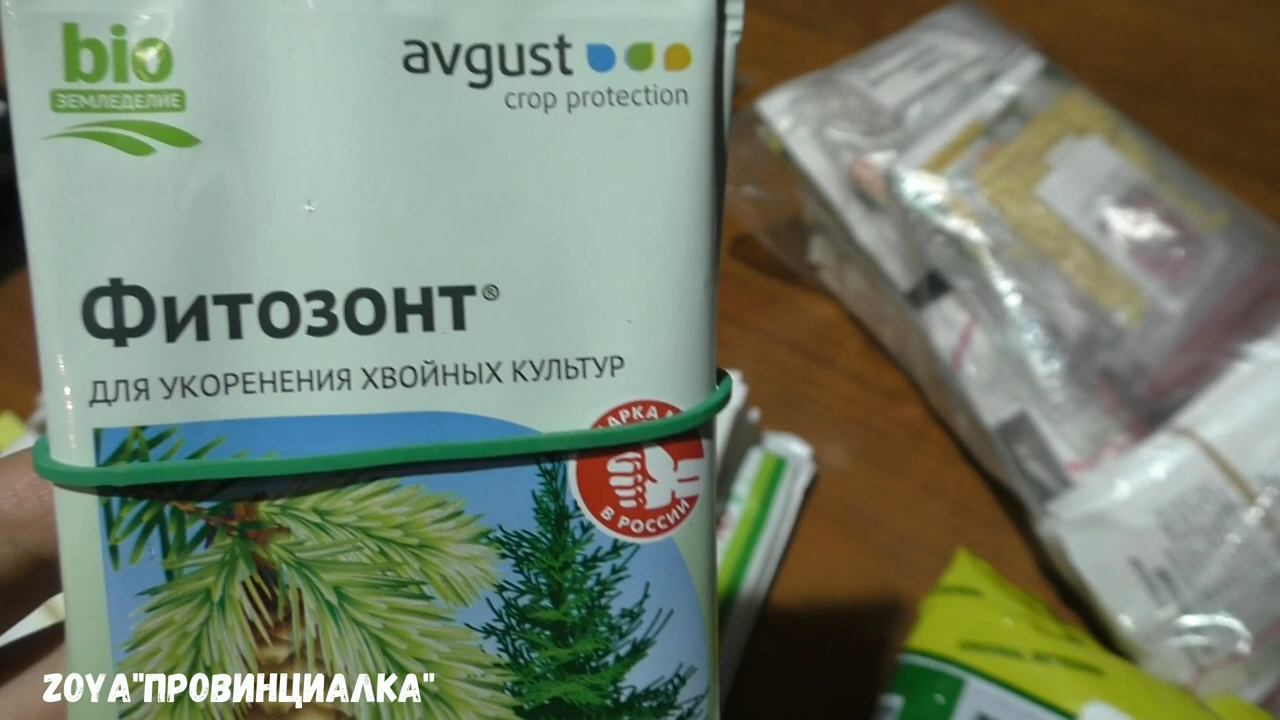 bio
ЗЕМЛЕДЕЛИЕ
avgust
crop protection
Фитозонт®
ДЛЯ УКОРЕНЕНИЯ ХВОЙНЫХ КУЛЬТУР
В РОССИИ
ZOYA"ПРОВИНЦИАЛКА"